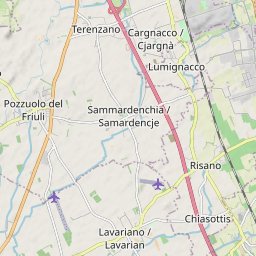 Cargnacco /
Cjargnà
Terenzano
Lumignacco
Pozzuolo del
Friuli
Sammardenchia /
Samardencje
Risano
Chiasottis
Lavariano /
Lavarian